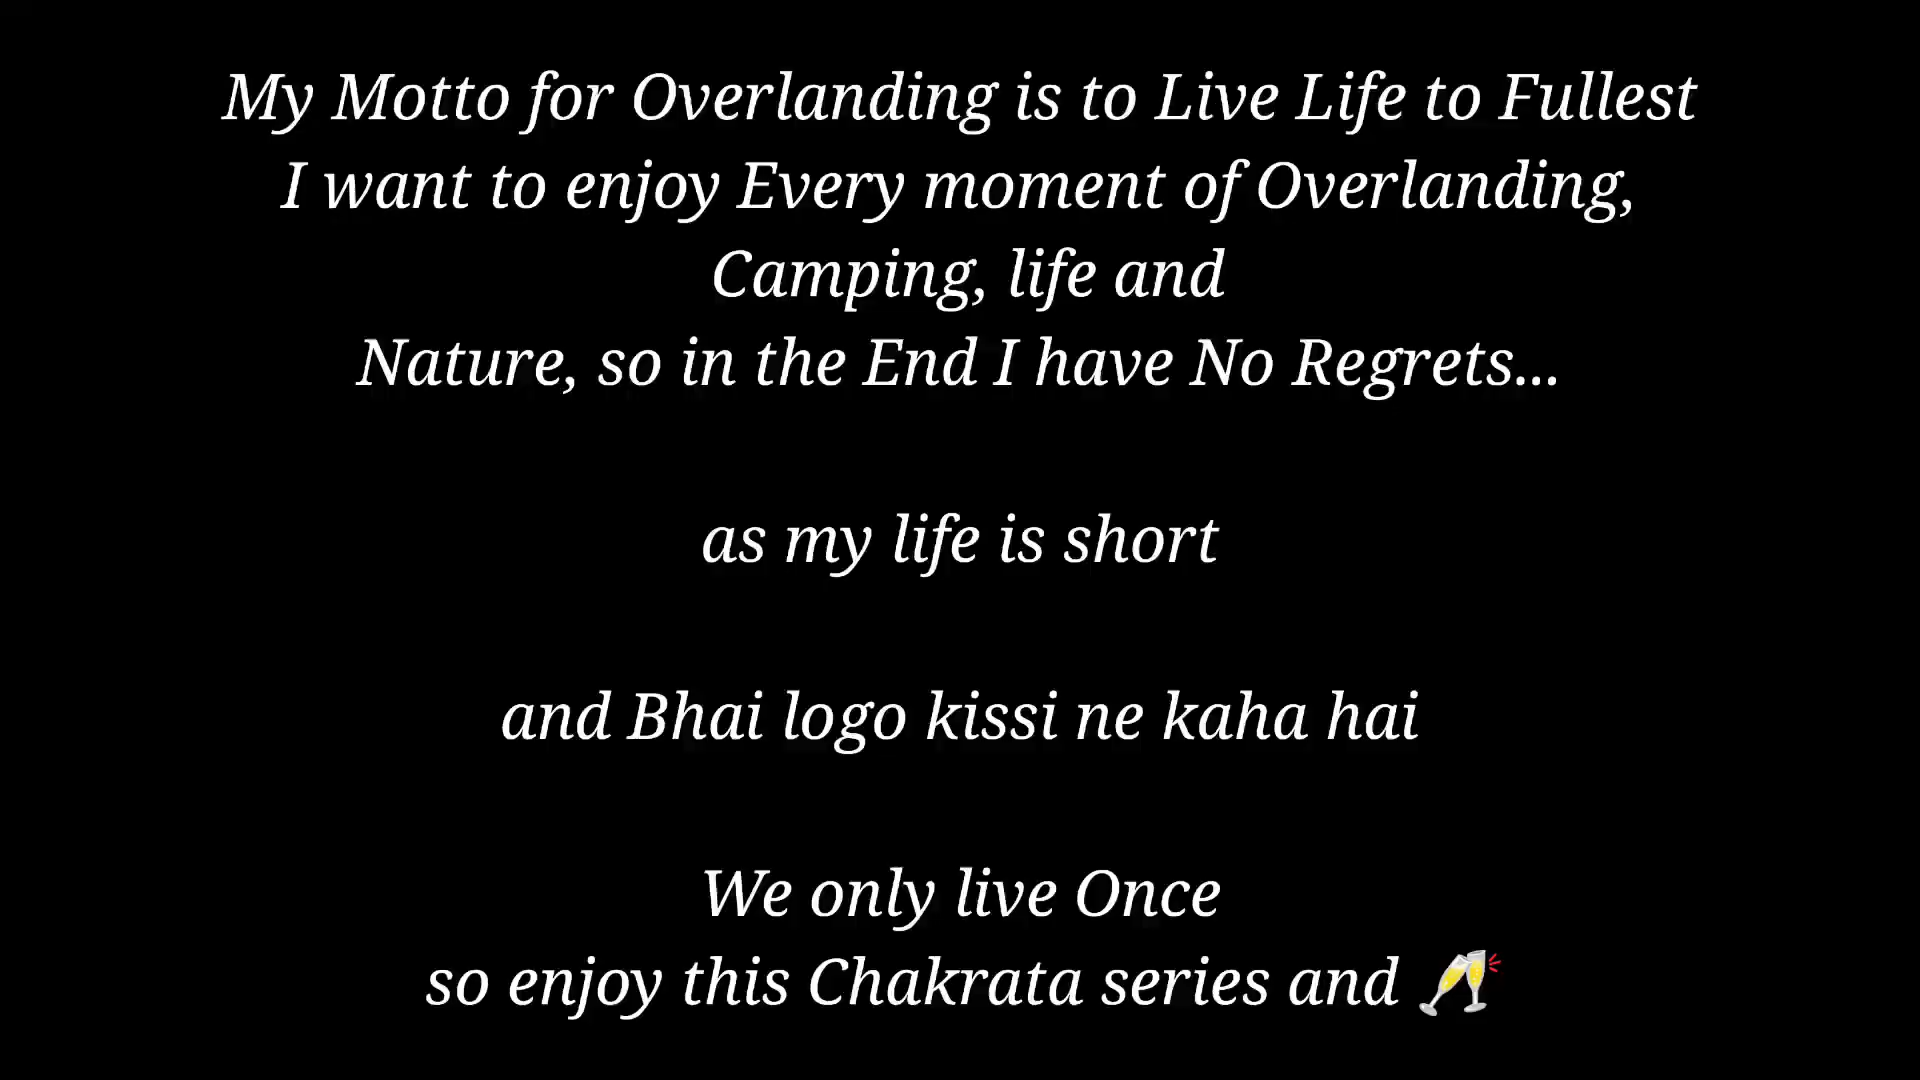 My Motto for Overlanding is to Live Life to Fullest
I want to enjoy Every moment of Overlanding,
Camping, life and
Nature, so in the End I have No Regrets...
as my life is short
and Bhai logo kissi ne kaha hai
We only live Once
so enjoy this Chakrata series and 🥂